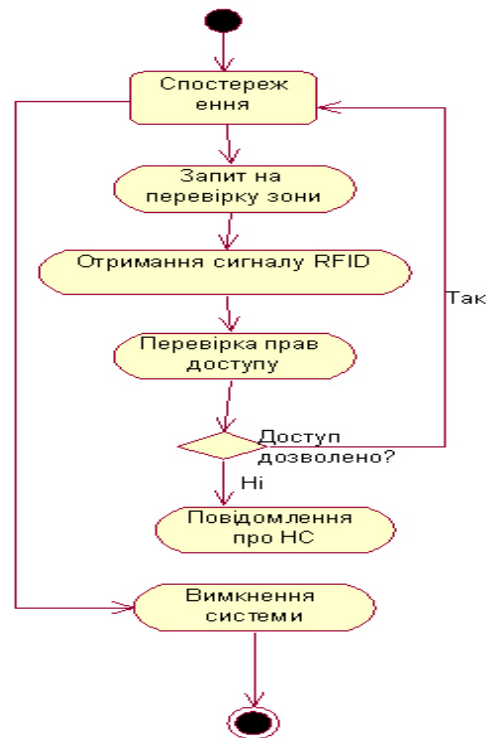 Спостереж
ення
Запит на
перевірку зони
Отримання сигналу RFID
Так
Перевірка прав
доступу
Доступ
дозволено?
Ні
Повідомлення
про НС
Вимкнення
системи